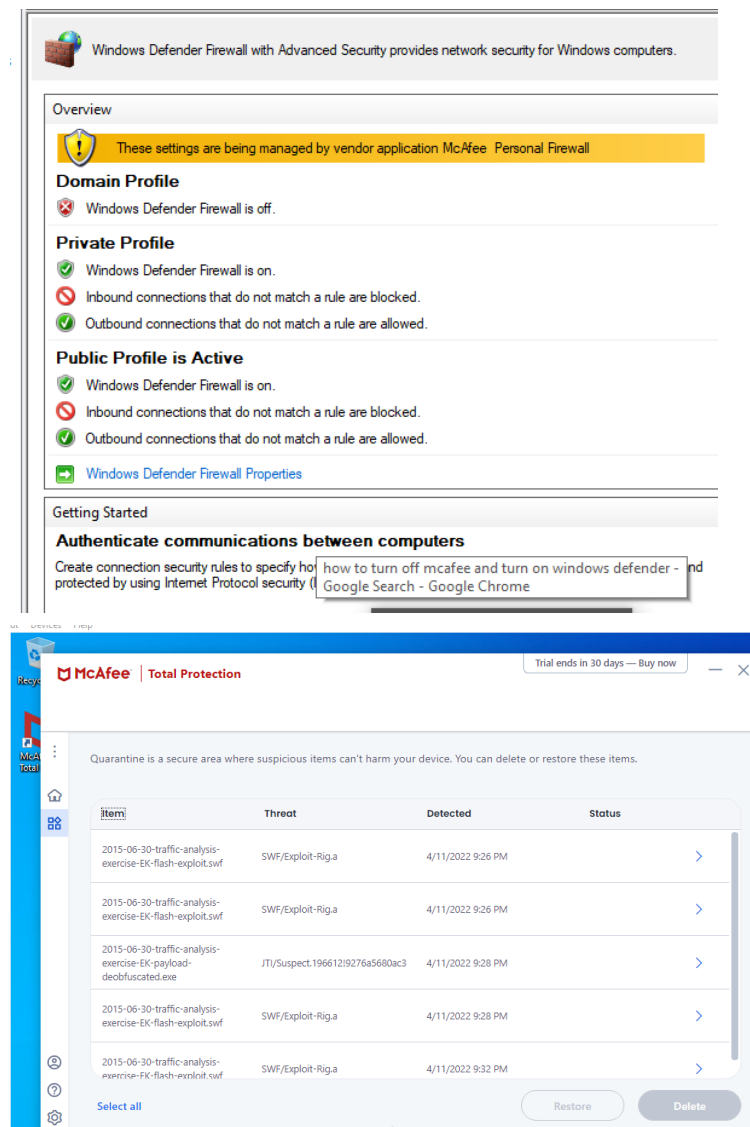 Windows Defender Firewall with Advanced Security provides network security for Windows computers.
Overview
These settings are being managed by vendor application McAfee  Personal Firewall
Domain Profile
Windows Defender Firewall is off.
Private Profile
Windows Defender Firewall is on.
Inbound connections that do not match a rule are blocked.
Outbound connections that do not match a rule are allowed.
Public Profile is Active
Windows Defender Firewall is on.
Inbound connections that do not match a rule are blocked.
Outbound connections that do not match a rule are allowed.
Windows Defender Firewall Properties
Getting Started
Authenticate communications between computers
Create connection security rules to specify
protected by using Internet Protocol security
how to turn off mcafee and turn on windows defender -
Google Search - Google Chrome
McAfee | Total Protection
Trial ends in 30 days — Buy now
Total
Quarantine is a secure area where suspicious items can't harm your device. You can delete or restore these items.
Item Threat Detected Status
2015-06-30-traffic-analysis-
exercise-EK-flash-exploit.swf
SWF/Exploit-Rig.a 4/11/2022 9:26 PM
2015-06-30-traffic-analysis-
exercise-EK-flash-exploit.swf
SWF/Exploit-Rig.a 4/11/2022 9:26 PM
2015-06-30-traffic-analysis-
exercise-EK-payload-
deobfuscated.exe
JTI/Suspect.196612!9276a5680ac3 4/11/2022 9:28 PM
2015-06-30-traffic-analysis-
exercise-EK-flash-exploit.swf
SWF/Exploit-Rig.a 4/11/2022 9:28 PM
2015-06-30-traffic-analysis-
exercise-EK-flash-exploit.swf
SWF/Exploit-Rig.a 4/11/2022 9:32 PM
Select all
Restore
Delete